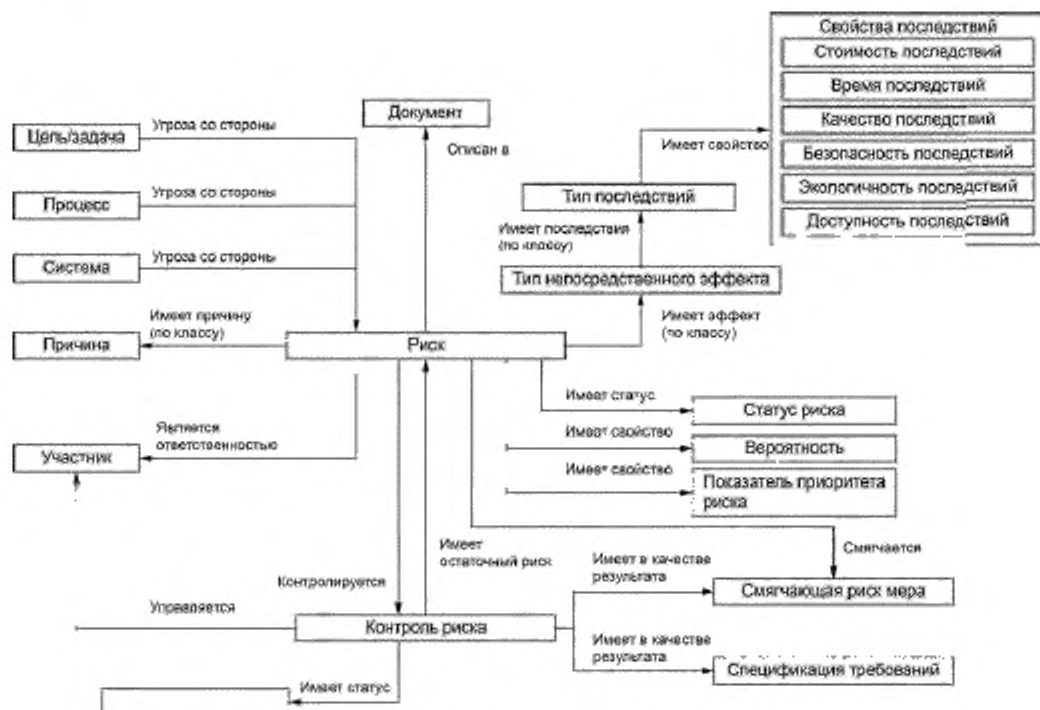 Свойства последствий
Стоимость последствий
Время последствий
Качество последствий
Безопасность последствий
Экологичность последствий
Доступность последствий
Документ
Описан в
Имеет свойство
Цель/задача
Угроза со стороны
Процесс
Угроза со стороны
Система
Угроза со стороны
Тип последствий
Имеет последствия
(по классу)
Тип непосредственного эффекта
Имеет эффект
(по классу)
Имеет причину
(по классу)
Причина
Риск
Имеет статус
Статус риска
Является
ответственностью
Участник
Имеет свойство
Вероятность
Имеет свойство
Показатель приоритета
риска
Имеет
остаточный риск
Смягчается
Контролируется
Имеет в качестве
результата
Смягчающая риск мера
Управляется
Контроль риска
Имеет в качестве
результата
Спецификация требований
Имеет статус